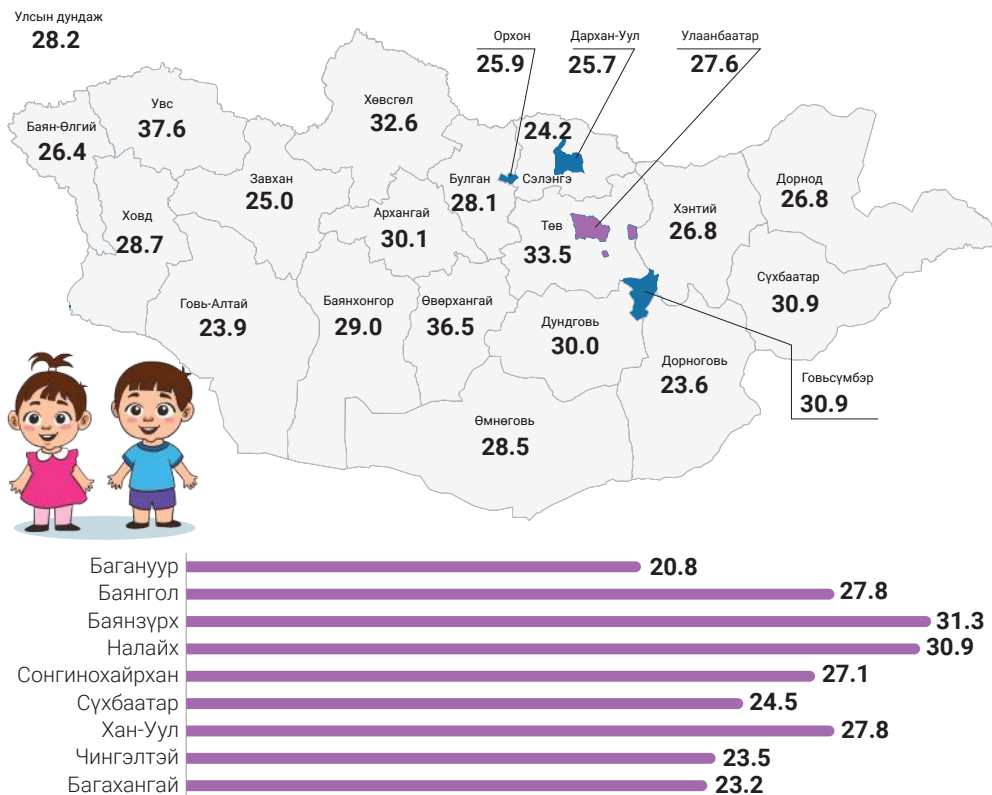 Улсын дундаж
28.2
Орхон
25.9
Дархан-Уул
25.7
Улаанбаатар
27.6
Баян-Өлгий
26.4
Увс
37.6
Хөвсгөл
32.6
24.2
Сэлэнгэ
Ховд
28.7
Завхан
25.0
Архангай
30.1
Булган
28.1
Төв
33.5
Хэнтий
26.8
Дорнод
26.8
Говь-Алтай
23.9
Баянхонгор
29.0
Өвөрхангай
36.5
Дундговь
30.0
Сүхбаатар
30.9
Дорноговь
23.6
Говьсүмбэр
30.9
Өмнөговь
28.5
Багануур 20.8
Баянгол 27.8
Баянзүрх 31.3
Налайх 30.9
Сонгинохайрхан 27.1
Сүхбаатар 24.5
Хан-Уул 27.8
Чингэлтэй 23.5
Багахангай 23.2